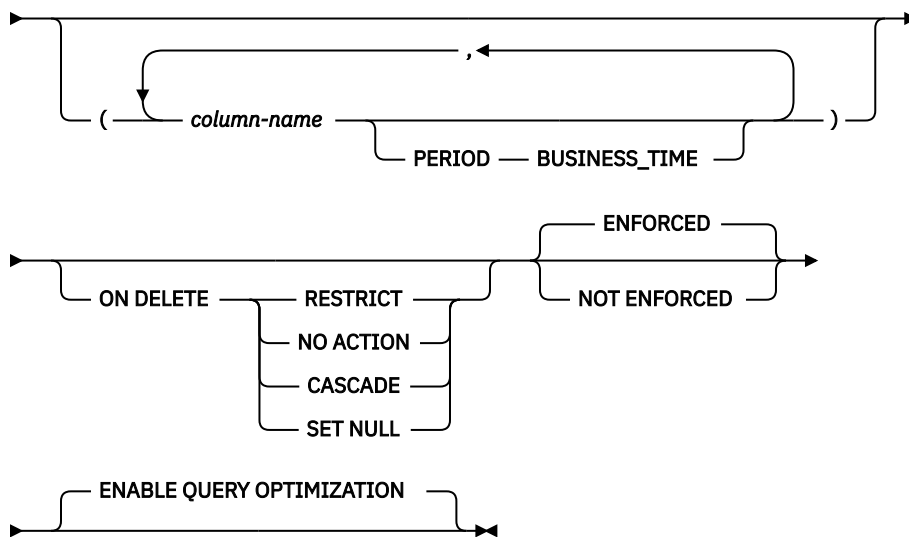 ,
( column-name )
PERIOD BUSINESS_TIME
ENFORCED
ON DELETE RESTRICT NOT ENFORCED
NO ACTION
CASCADE
SET NULL
ENABLE QUERY OPTIMIZATION